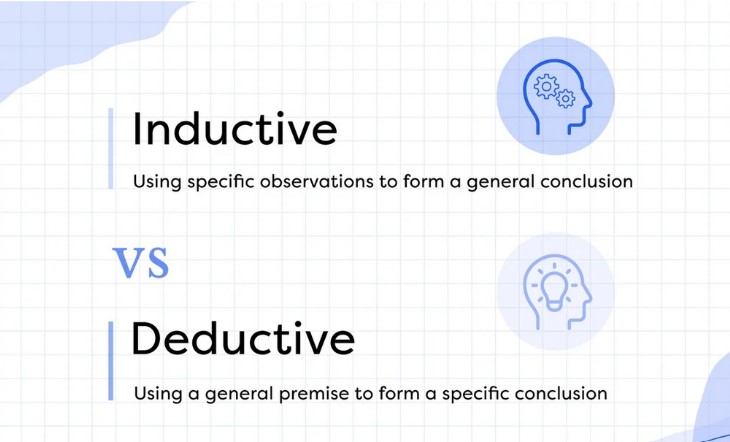 Inductive
Using specific observations to form a general conclusion
VS
Deductive
Using a general premise to form a specific conclusion